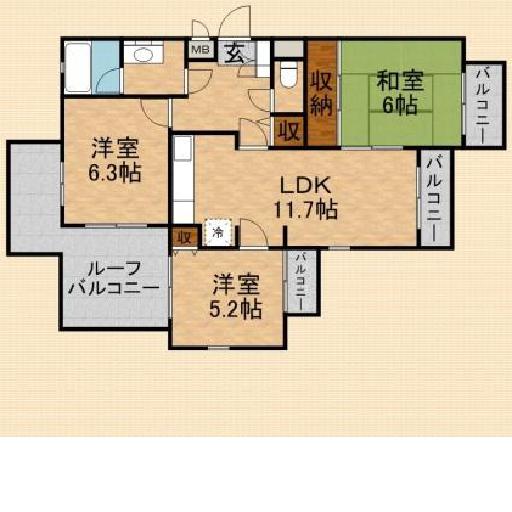 MB
玄
収納
和室
6帖
バルコニー
洋室
6.3帖
収
LDK
11.7帖
バルコニー
冷
収
ルーフ
バルコニー
洋室
5.2帖
バルコニー